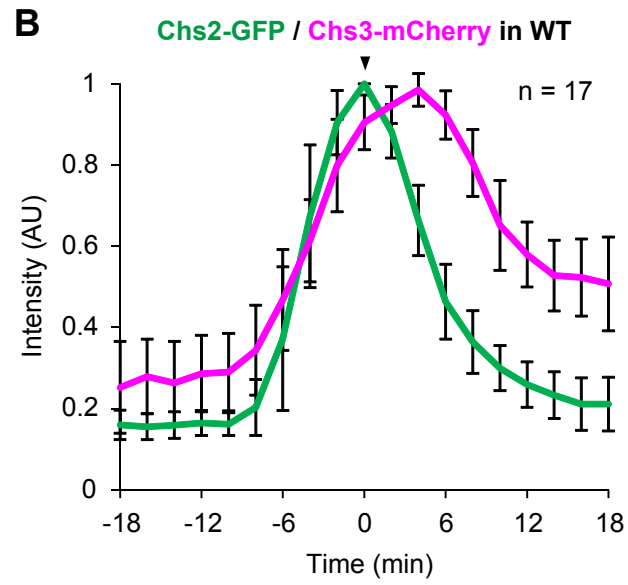 B
Chs2-GFP / Chs3-mCherry in WT
n = 17
Intensity (AU)
1
0.8
0.6
0.4
0.2
0
-18 -12 -6 0 6 12 18
Time (min)